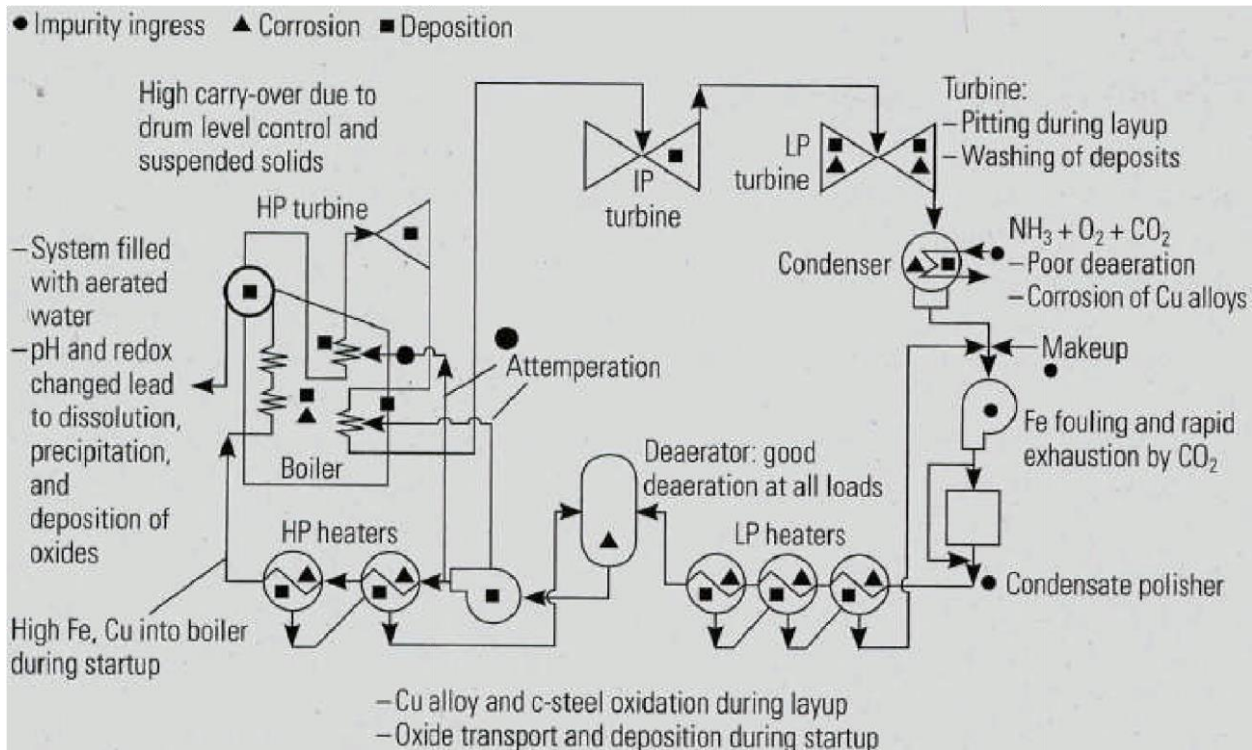 ● Impurity ingress ▲ Corrosion ■ Deposition
High carry-over due to
drum level control and
suspended solids
HP turbine
IP
turbine
LP
turbine
Turbine:
– Pitting during layup
– Washing of deposits
– System filled
with aerated
water
– pH and redox
changed lead
to dissolution,
precipitation,
and
deposition of
oxides
Condenser
NH₃ + O₂ + CO₂
– Poor deaeration
– Corrosion of Cu alloys
Makeup
Attemperation
Fe fouling and rapid
exhaustion by CO₂
Boiler
Deaerator: good
deaeration at all loads
HP heaters
LP heaters
Condensate polisher
High Fe, Cu into boiler
during startup
– Cu alloy and c-steel oxidation during layup
– Oxide transport and deposition during startup